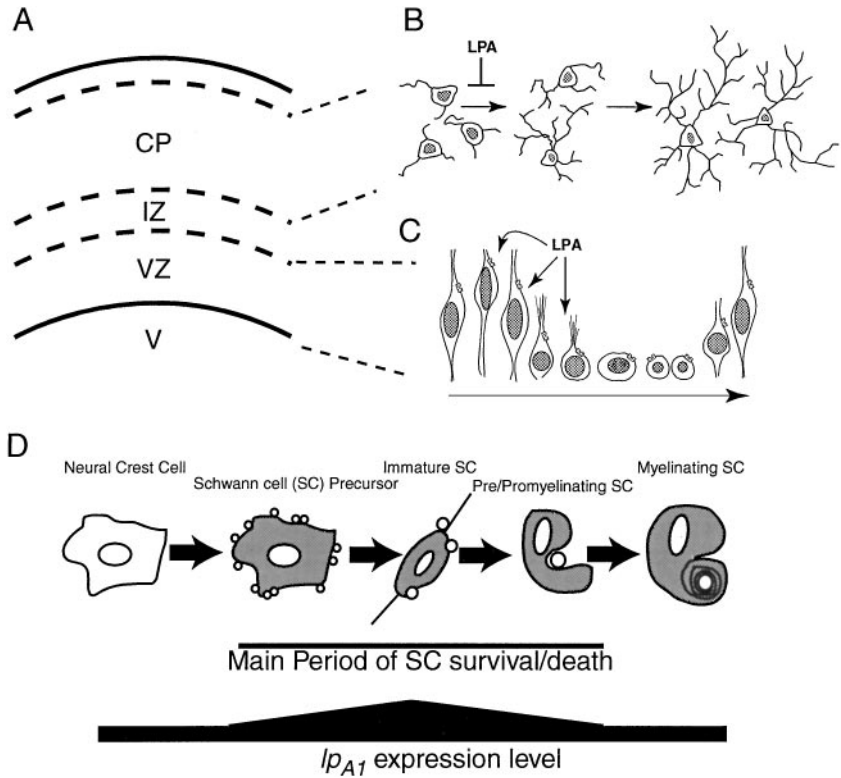 A
B
LPA
CP
IZ
VZ
V
C
LPA
D
Neural Crest Cell
Schwann cell (SC) Precursor
Immature SC
Pre/Promyelinating SC
Myelinating SC
Main Period of SC survival/death
lpA1 expression level